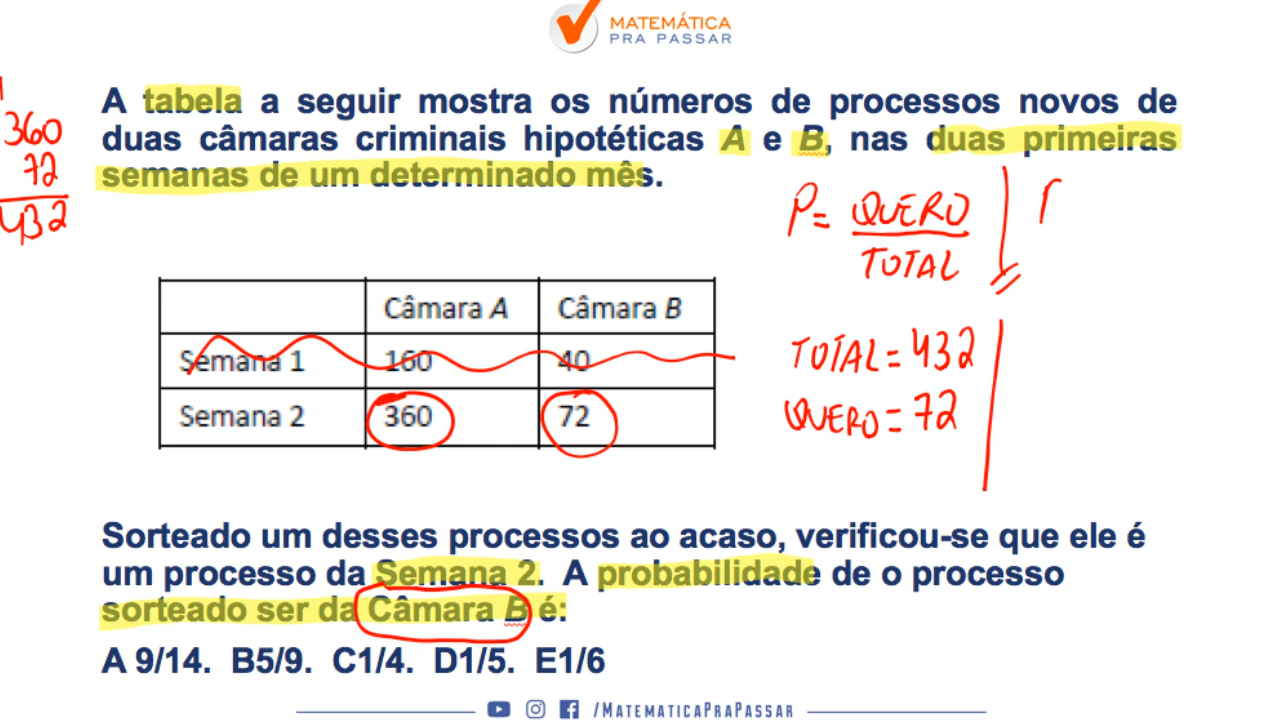 MATEMÁTICA
PRA PASSAR
A tabela a seguir mostra os números de processos novos de
duas câmaras criminais hipotéticas A e B, nas duas primeiras
semanas de um determinado mês.
360
72
432
P= QUERO
TOTAL
Câmara A Câmara B
Semana 1 160 40
Semana 2 360 72
TOTAL = 432
QUERO = 72
Sorteado um desses processos ao acaso, verificou-se que ele é
um processo da Semana 2. A probabilidade de o processo
sorteado ser da Câmara B é:
A 9/14. B5/9. C1/4. D1/5. E1/6
/MATEMATICAPRAPASSAR